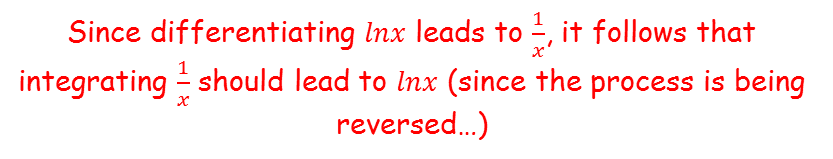 Since differentiating lnx leads to 1/x, it follows that
integrating 1/x should lead to lnx (since the process is being
reversed...)